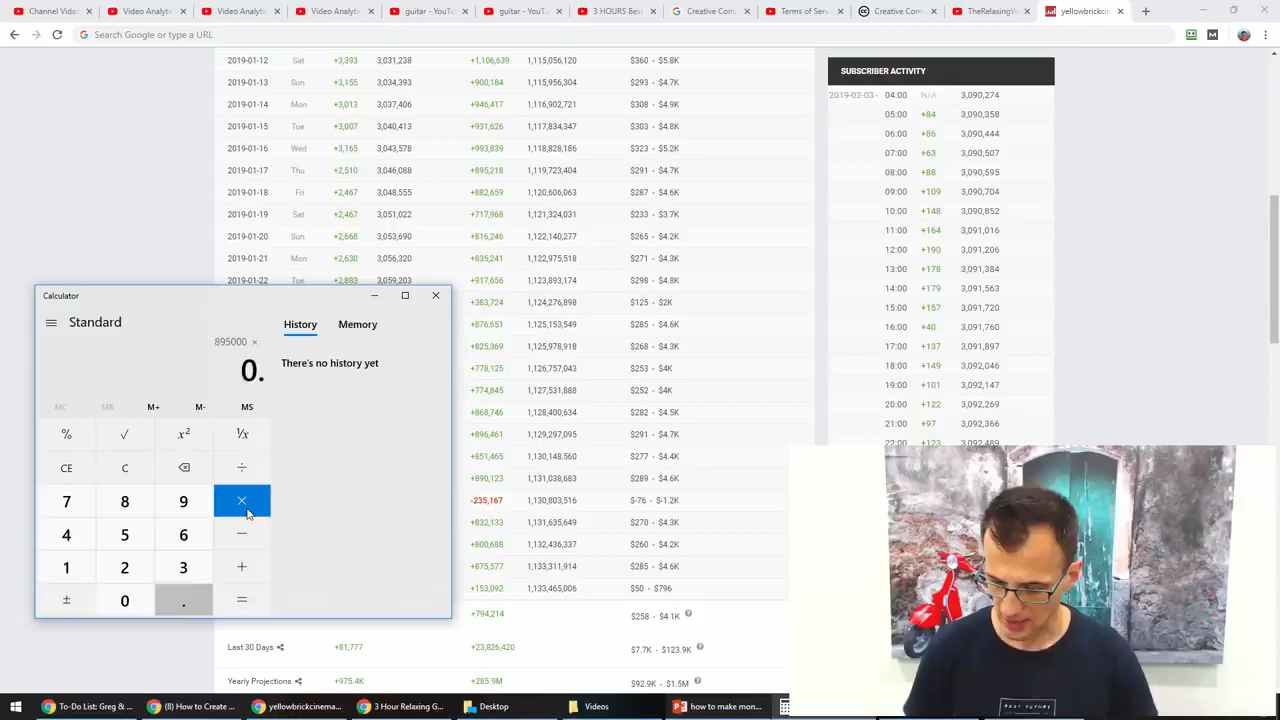 Channel Video
Video Analytic
Video Analytic
Video Analytic
guitar - YouT
guitar - YouT
3 HOURS Bes
Creative Com
Terms of Serv
Creative Con
TheRelaxingW
yellowbrickcin
Search Google or type a URL
2019-01-12 Sat +3,393 3,031,238 +1,106,639 1,115,056,120 $360 - $5.8K
2019-01-13 Sun +3,155 3,034,393 +900,184 1,115,956,304 $293 - $4.7K
2019-01-14 Mon +3,013 3,037,406 +946,417 1,116,902,721 $308 - $4.9K
2019-01-15 Tue +3,007 3,040,413 +931,626 1,117,834,347 $303 - $4.8K
2019-01-16 Wed +3,165 3,043,578 +993,839 1,118,828,186 $323 - $5.2K
2019-01-17 Thu +2,510 3,046,088 +895,218 1,119,723,404 $291 - $4.7K
2019-01-18 Fri +2,467 3,048,555 +882,659 1,120,606,063 $287 - $4.6K
2019-01-19 Sat +2,467 3,051,022 +717,968 1,121,324,031 $233 - $3.7K
2019-01-20 Sun +2,668 3,053,690 +816,246 1,122,140,277 $265 - $4.2K
2019-01-21 Mon +2,630 3,056,320 +835,241 1,122,975,518 $271 - $4.3K
2019-01-22 Tue +2,883 3,059,203 +917,656 1,123,893,174 $298 - $4.8K
+383,724 1,124,276,898 $125 - $2K
+876,651 1,125,153,549 $285 - $4.6K
+825,369 1,125,978,918 $268 - $4.3K
+778,125 1,126,757,043 $253 - $4K
+774,845 1,127,531,888 $252 - $4K
+868,746 1,128,400,634 $282 - $4.5K
+896,461 1,129,297,095 $291 - $4.7K
+851,465 1,130,148,560 $277 - $4.4K
+890,123 1,131,038,683 $289 - $4.6K
-235,167 1,130,803,516 $-76 - $-1.2K
+832,133 1,131,635,649 $270 - $4.3K
+800,688 1,132,436,337 $260 - $4.2K
+875,577 1,133,311,914 $285 - $4.6K
+153,092 1,133,465,006 $50 - $796
+794,214 $258 - $4.1K
Last 30 Days +81,777 +23,826,420 $7.7K - $123.9K
Yearly Projections +975.4K +285.9M $92.9K - $1.5M
SUBSCRIBER ACTIVITY
2019-02-03 - 04:00 N/A 3,090,274
05:00 +84 3,090,358
06:00 +86 3,090,444
07:00 +63 3,090,507
08:00 +88 3,090,595
09:00 +109 3,090,704
10:00 +148 3,090,852
11:00 +164 3,091,016
12:00 +190 3,091,206
13:00 +178 3,091,384
14:00 +179 3,091,563
15:00 +157 3,091,720
16:00 +40 3,091,760
17:00 +137 3,091,897
18:00 +149 3,092,046
19:00 +101 3,092,147
20:00 +122 3,092,269
21:00 +97 3,092,366
22:00 +123 3,092,489
Calculator
Standard
History Memory
895000 ×
0.
There's no history yet
MC MR M+ M- MS
% √ x² ¹/x
CE C ÷
7 8 9 ×
4 5 6 −
1 2 3 +
± 0 . =
To-Do List: Greg & ...
(8) How to Create ...
yellowbrickcinema...
3 Hour Relaxing G...
Desktop
Videos
how to make mon...